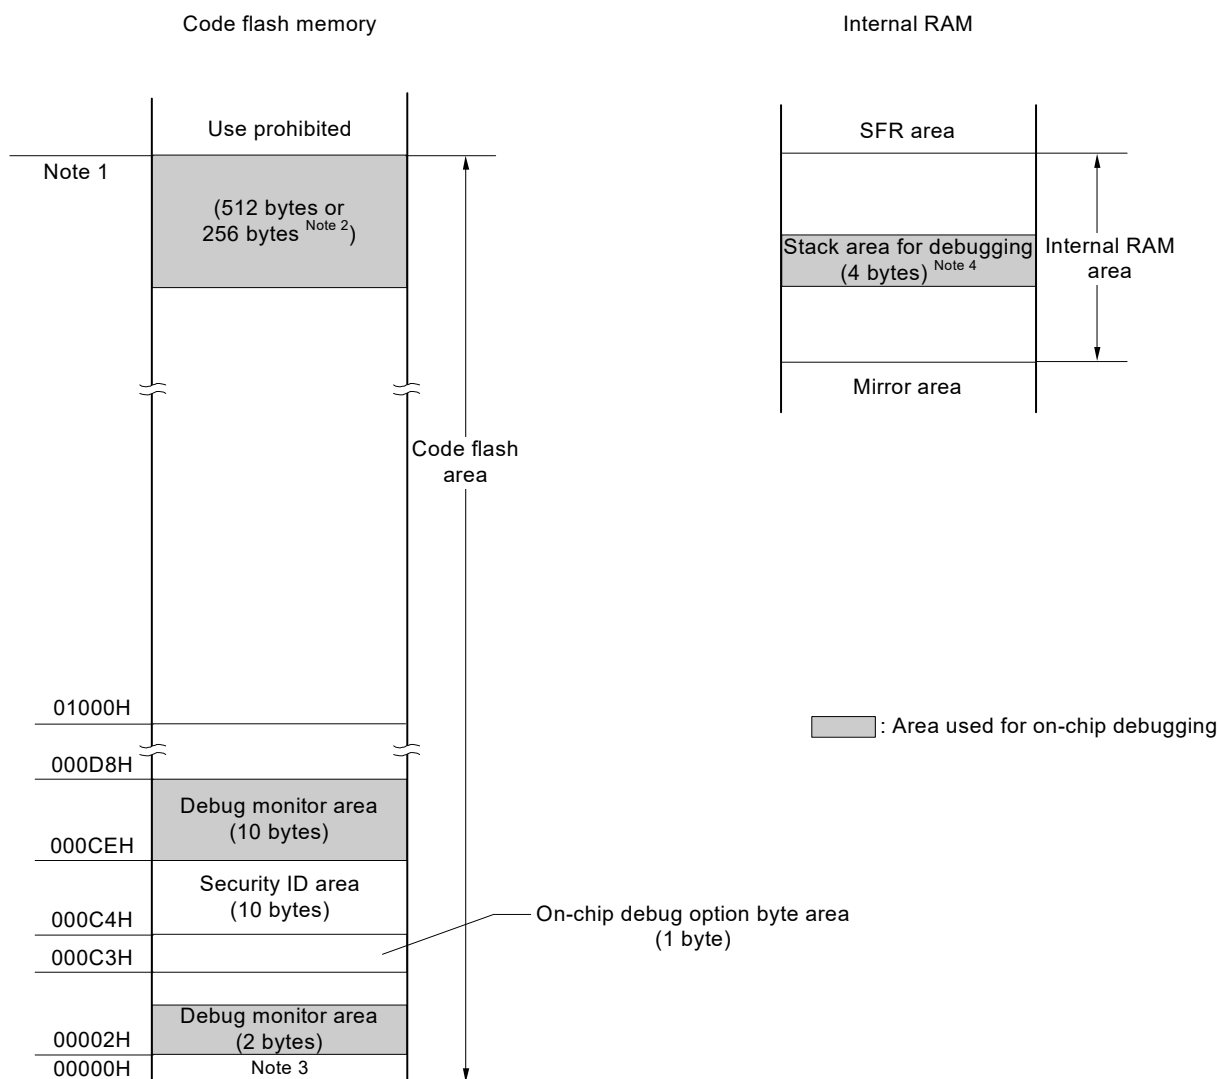 Code flash memory
Internal RAM
Use prohibited
Note 1
(512 bytes or
256 bytes Note 2)
SFR area
Stack area for debugging
(4 bytes) Note 4
Internal RAM
area
Mirror area
Code flash
area
01000H
: Area used for on-chip debugging
000D8H
Debug monitor area
(10 bytes)
000CEH
Security ID area
(10 bytes)
000C4H
On-chip debug option byte area
(1 byte)
000C3H
Debug monitor area
(2 bytes)
00002H
00000H
Note 3